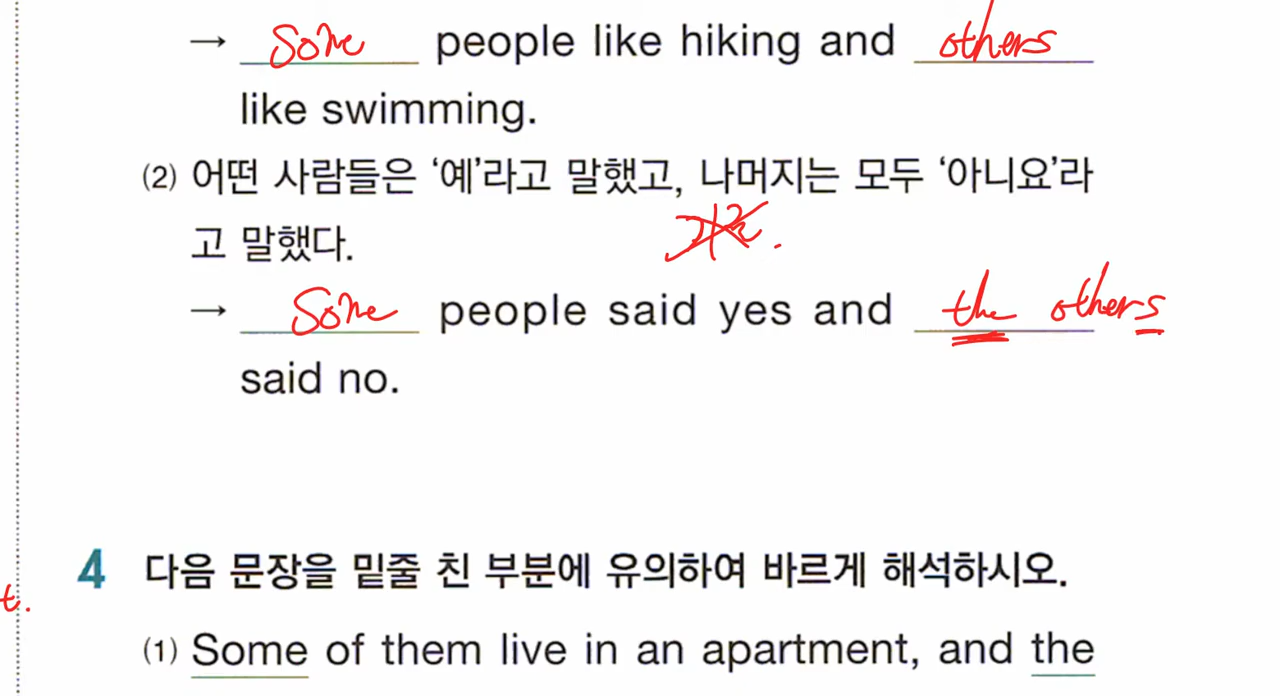 → Some people like hiking and others
like swimming.
(2) 어떤 사람들은 ‘예’라고 말했고, 나머지는 모두 ‘아니요’라
고 말했다.
→ Some people said yes and the others
said no.
4 다음 문장을 밑줄 친 부분에 유의하여 바르게 해석하시오.
t.
(1) Some of them live in an apartment, and the